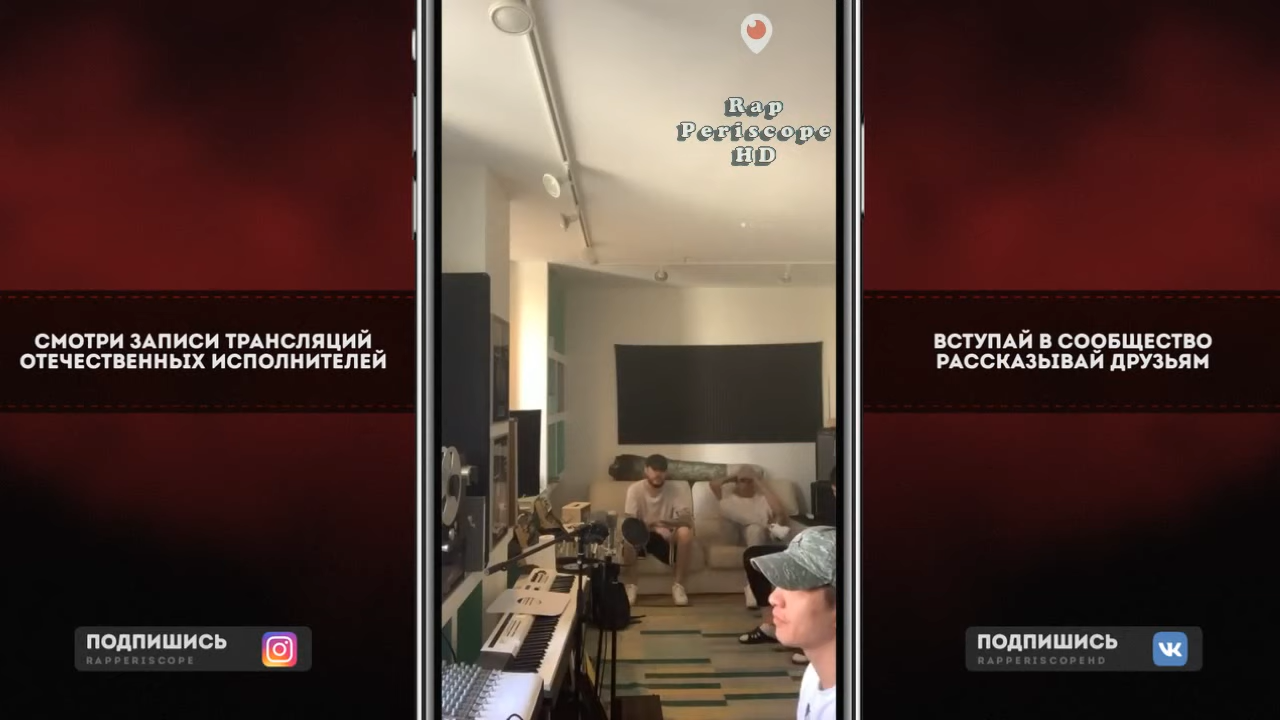 Rap
Periscope
HD
СМОТРИ ЗАПИСИ ТРАНСЛЯЦИЙ
ОТЕЧЕСТВЕННЫХ ИСПОЛНИТЕЛЕЙ
ВСТУПАЙ В СООБЩЕСТВО
РАССКАЗЫВАЙ ДРУЗЬЯМ
ПОДПИШИСЬ
RAPPERISCOPE
ПОДПИШИСЬ
RAPPERISCOPEHD